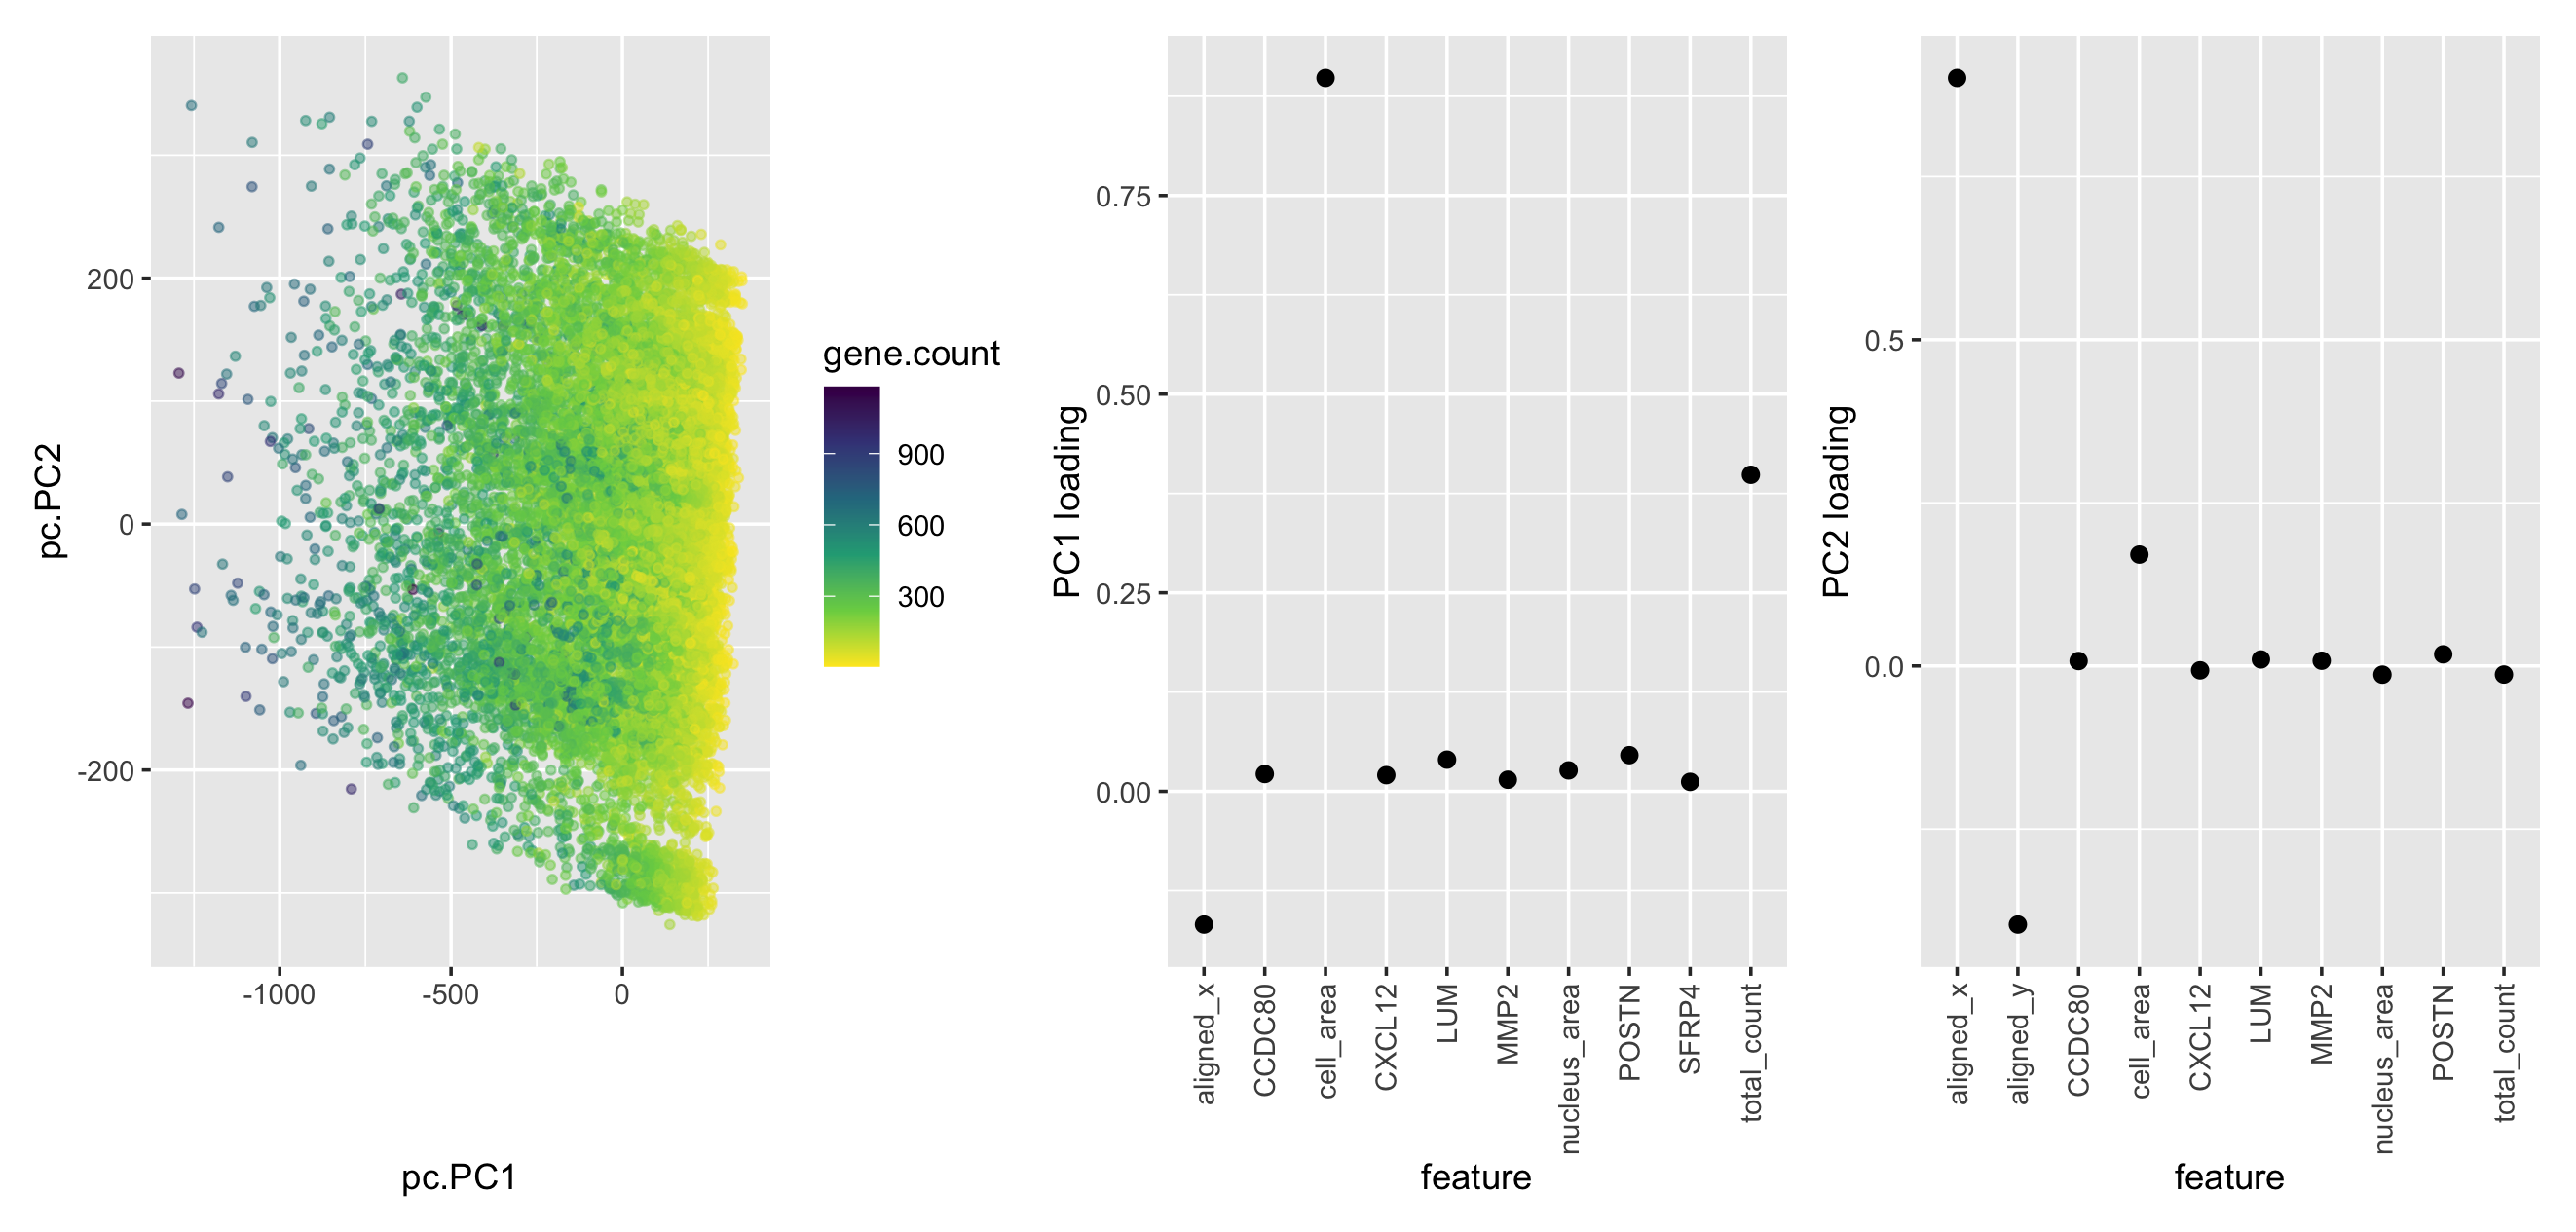 pc.PC2
200
0
-200
-1000
-500
0
pc.PC1
gene.count
900
600
300
PC1 loading
0.75
0.50
0.25
0.00
aligned_x
CCDC80
cell_area
CXCL12
LUM
MMP2
nucleus_area
POSTN
SFRP4
total_count
feature
PC2 loading
0.5
0.0
aligned_x
aligned_y
CCDC80
cell_area
CXCL12
LUM
MMP2
nucleus_area
POSTN
total_count
feature